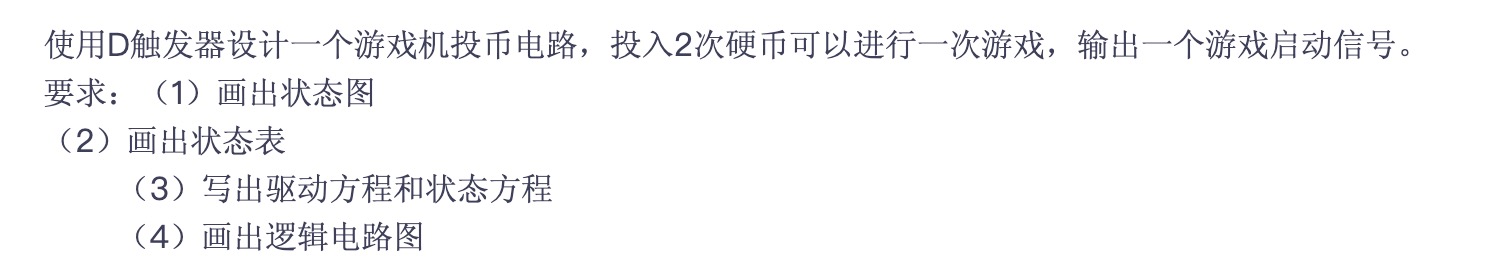 使用D触发器设计一个游戏机投币电路，投入2次硬币可以进行一次游戏，输出一个游戏启动信号。
要求：（1）画出状态图
（2）画出状态表
（3）写出驱动方程和状态方程
（4）画出逻辑电路图